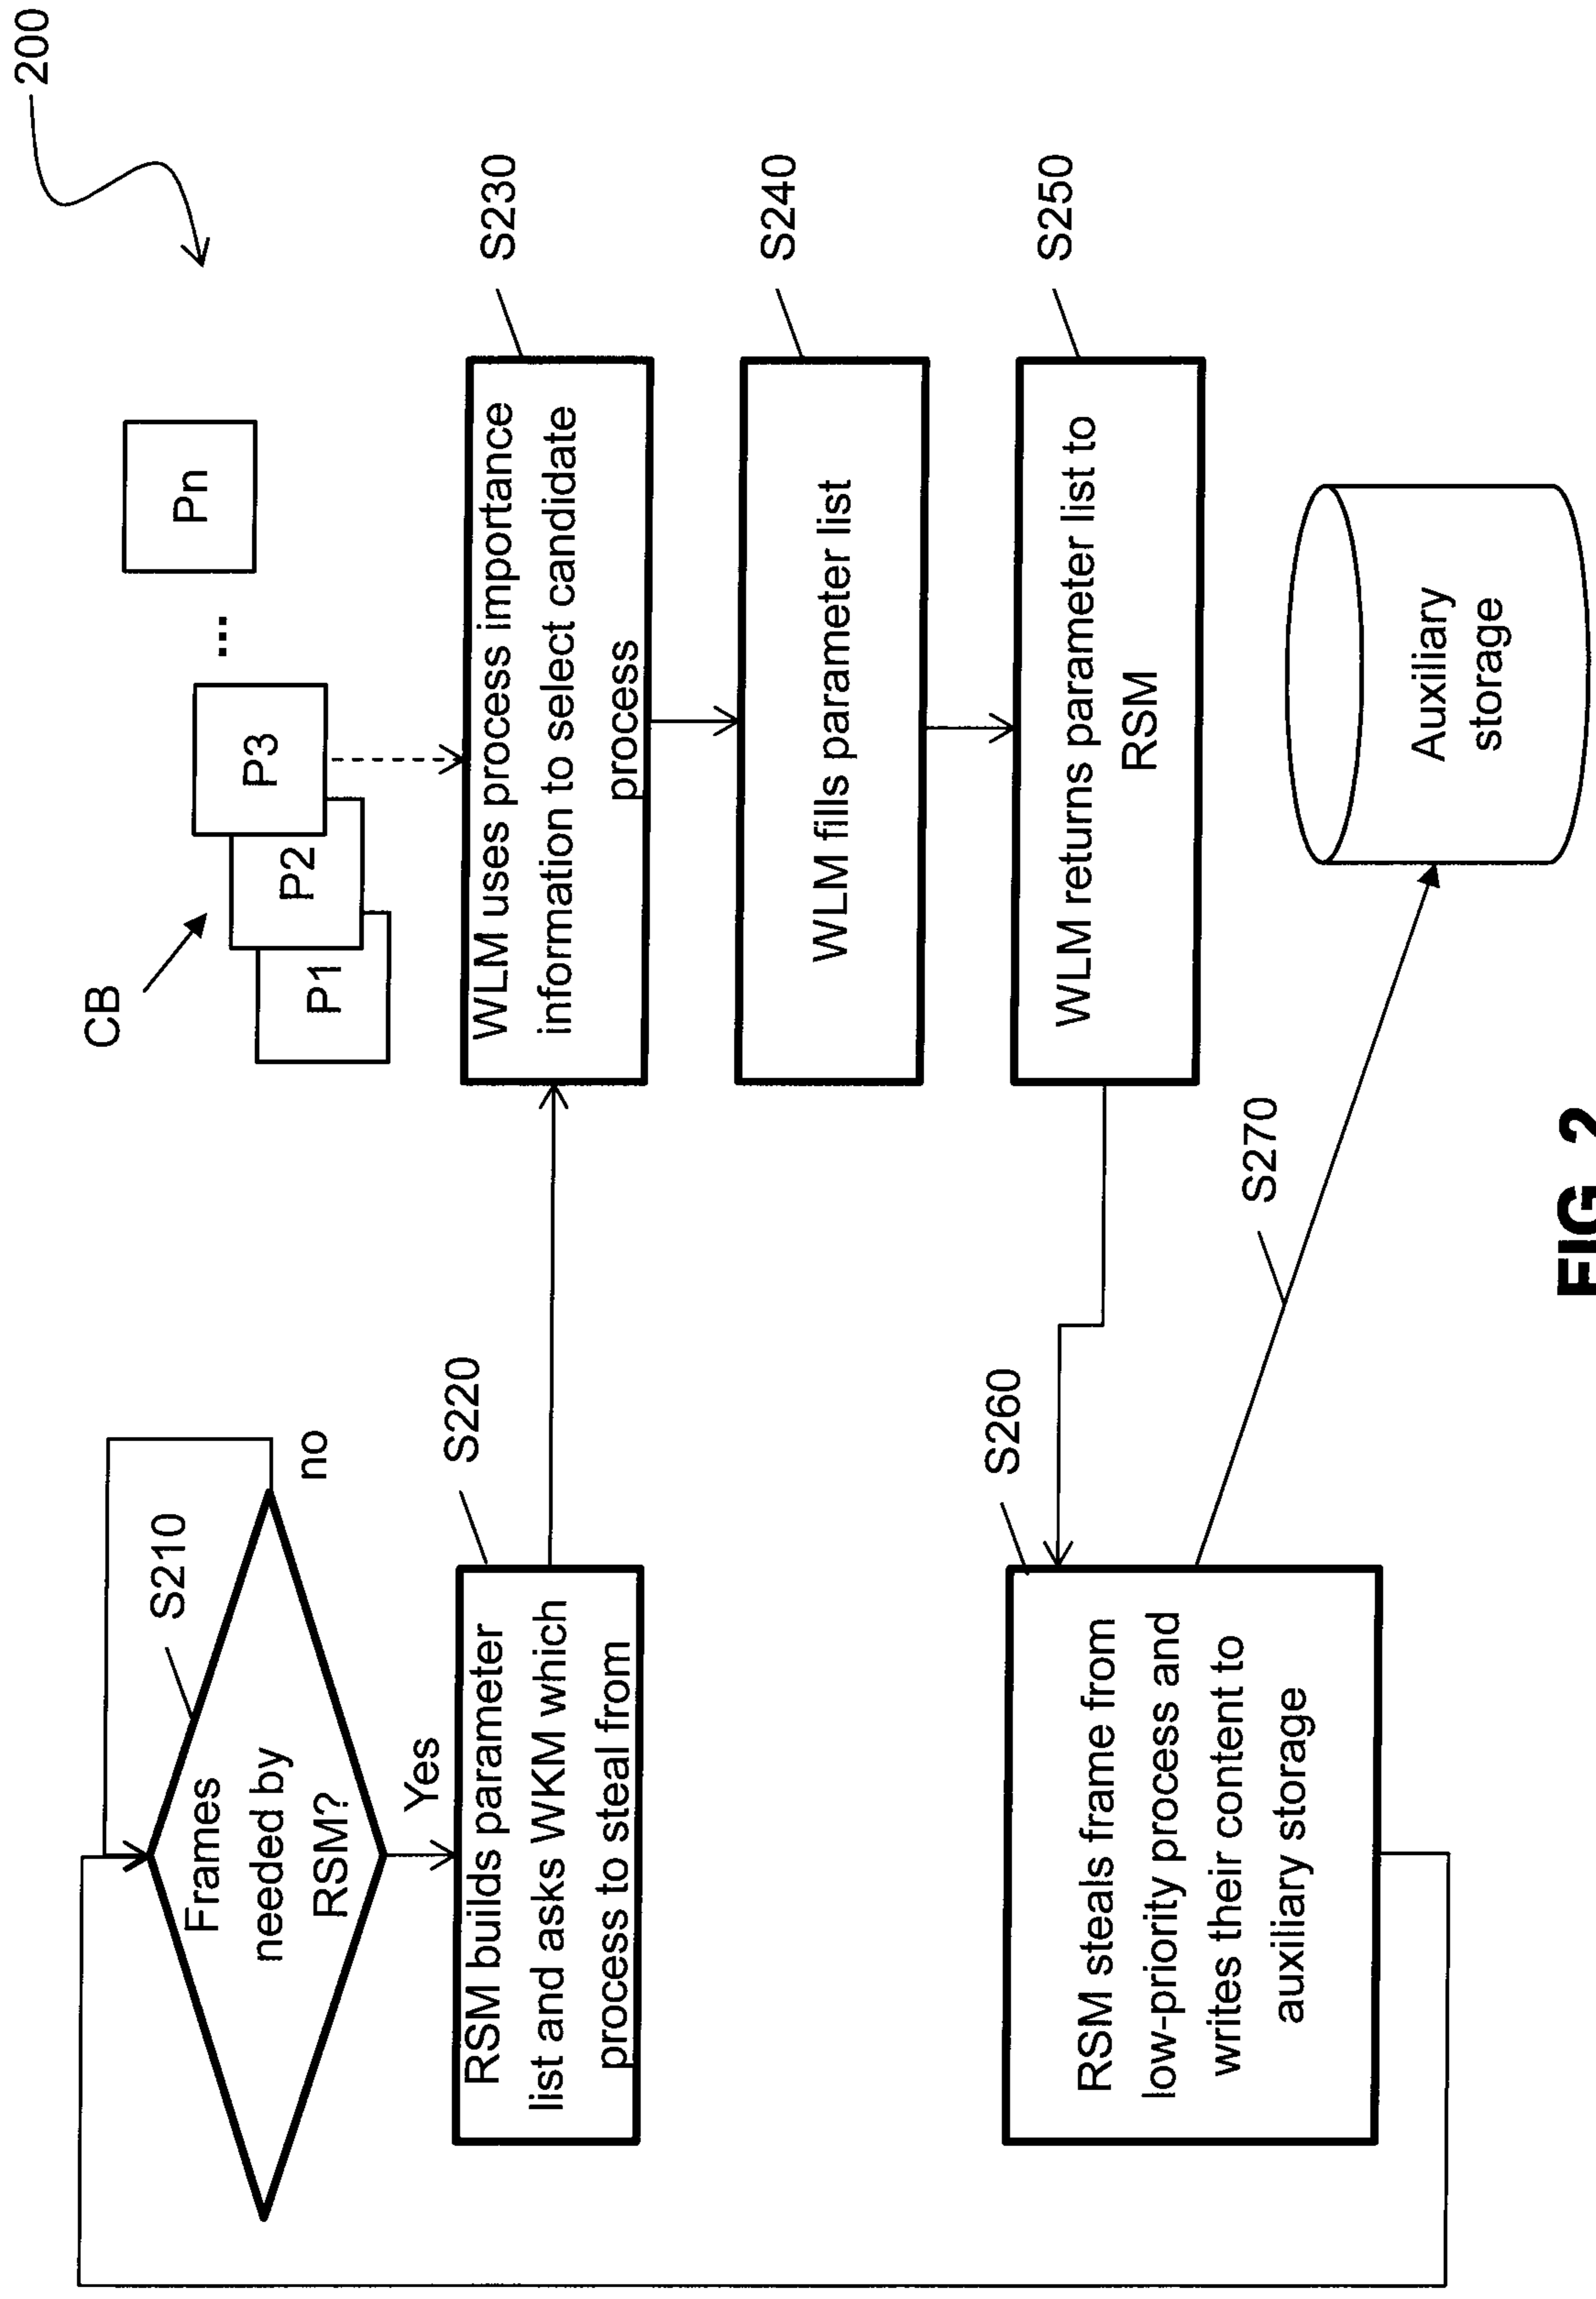 200
CB
P1
P2
P3
...
Pn
S210
Frames
needed by
RSM?
no
Yes
S220
RSM builds parameter
list and asks WKM which
process to steal from
S230
WLM uses process importance
information to select candidate
process
S240
WLM fills parameter list
S250
WLM returns parameter list to
RSM
S260
RSM steals frame from
low-priority process and
writes their content to
auxiliary storage
S270
Auxiliary
storage
FIG. 2